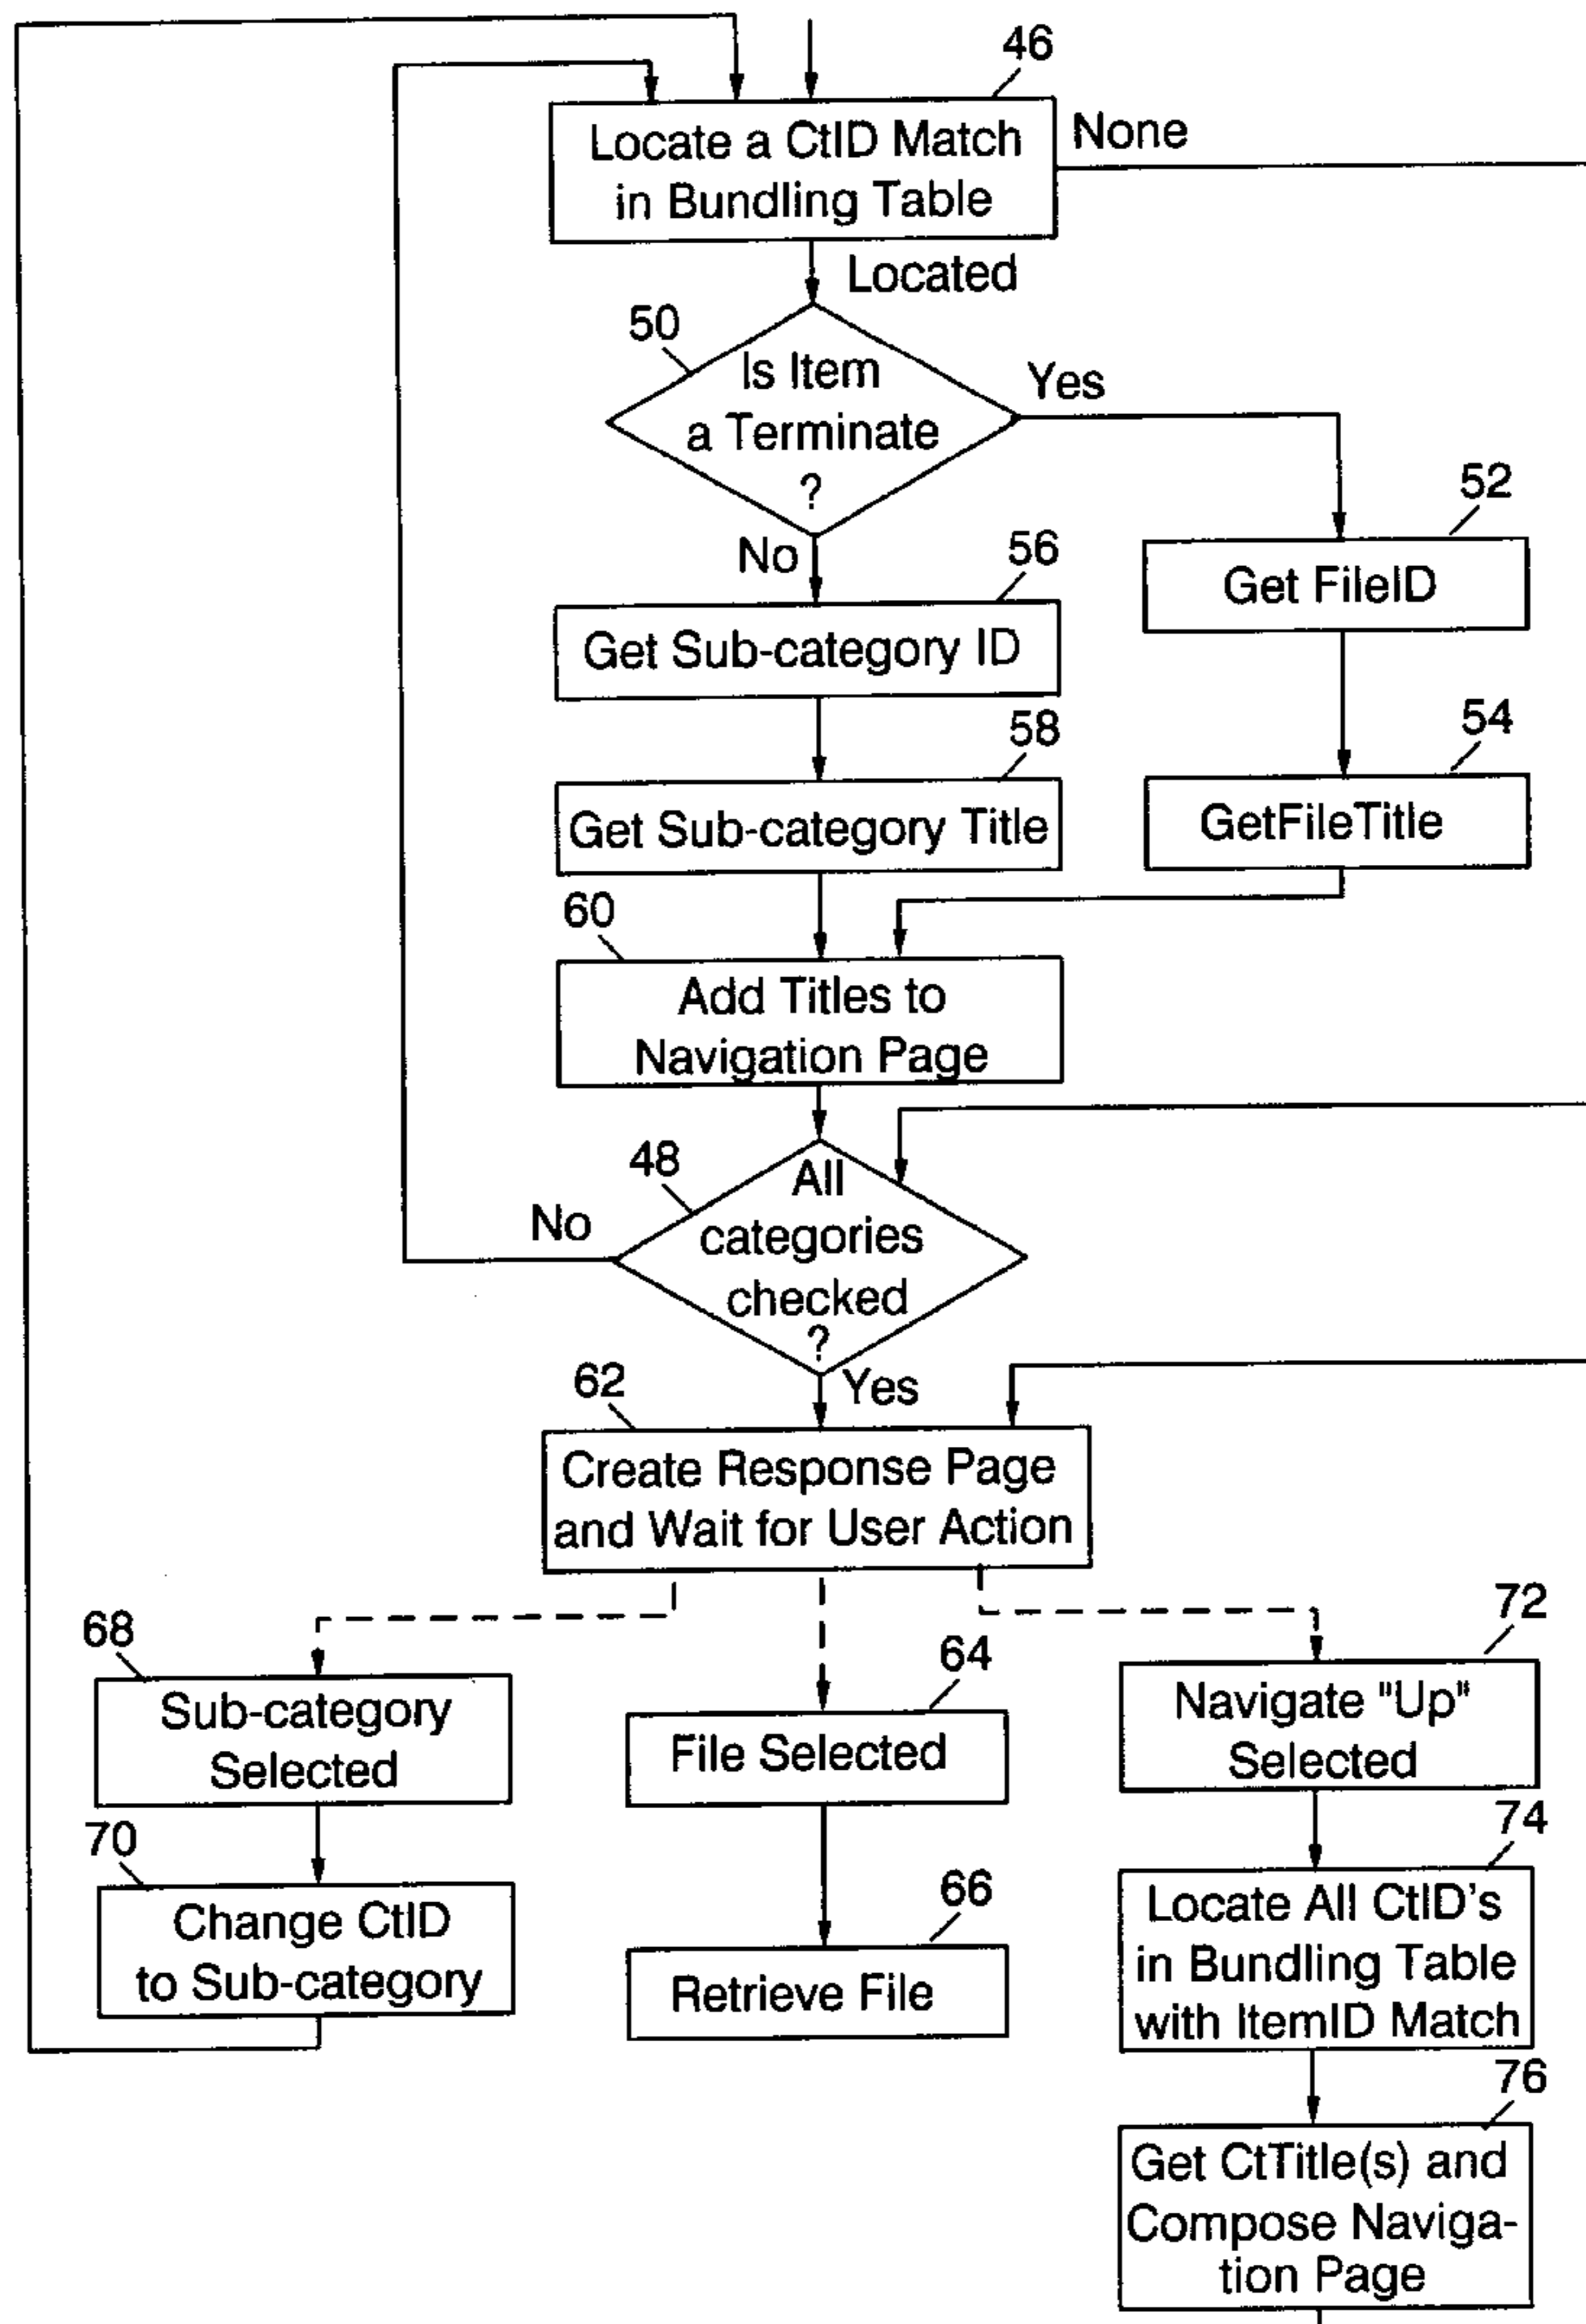 46
Locate a CtID Match
in Bundling Table
None
Located
50
Is Item
a Terminate
?
Yes
No
52
Get FileID
56
Get Sub-category ID
54
GetFileTitle
58
Get Sub-category Title
60
Add Titles to
Navigation Page
48
All
categories
checked
?
No
Yes
62
Create Response Page
and Wait for User Action
68
Sub-category
Selected
64
File Selected
72
Navigate "Up"
Selected
70
Change CtID
to Sub-category
66
Retrieve File
74
Locate All CtID's
in Bundling Table
with ItemID Match
76
Get CtTitle(s) and
Compose Naviga-
tion Page